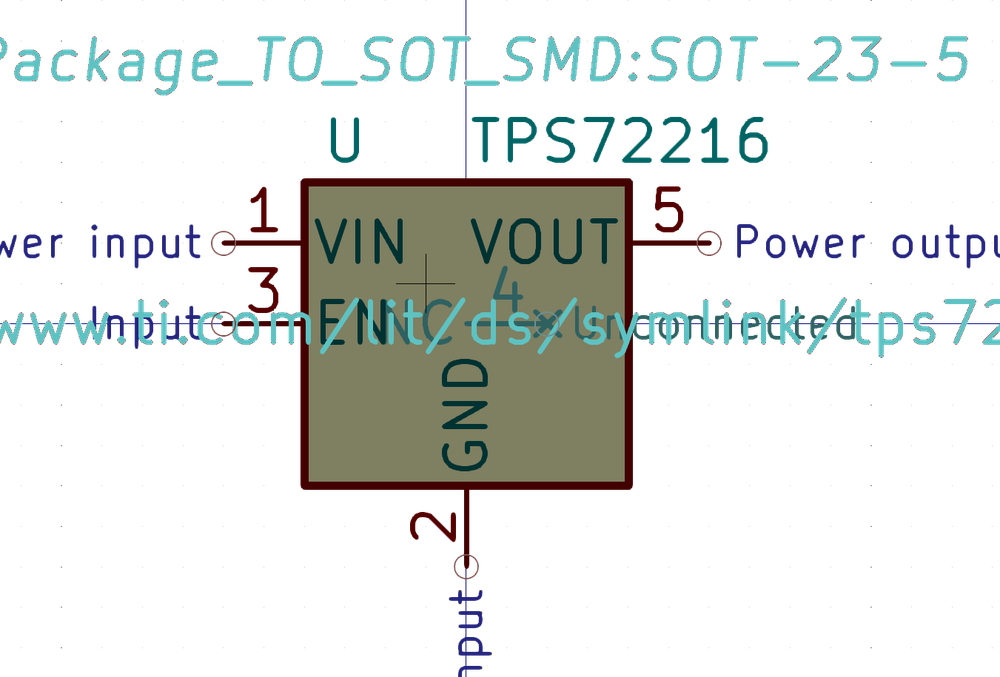 Package_TO_SOT_SMD:SOT-23-5
U TPS72216
1 5
wer input VIN VOUT Power outpu
3 4
Input EN NC Unconnected
www.ti.com/lit/ds/symlink/tps72
GND
2
nput